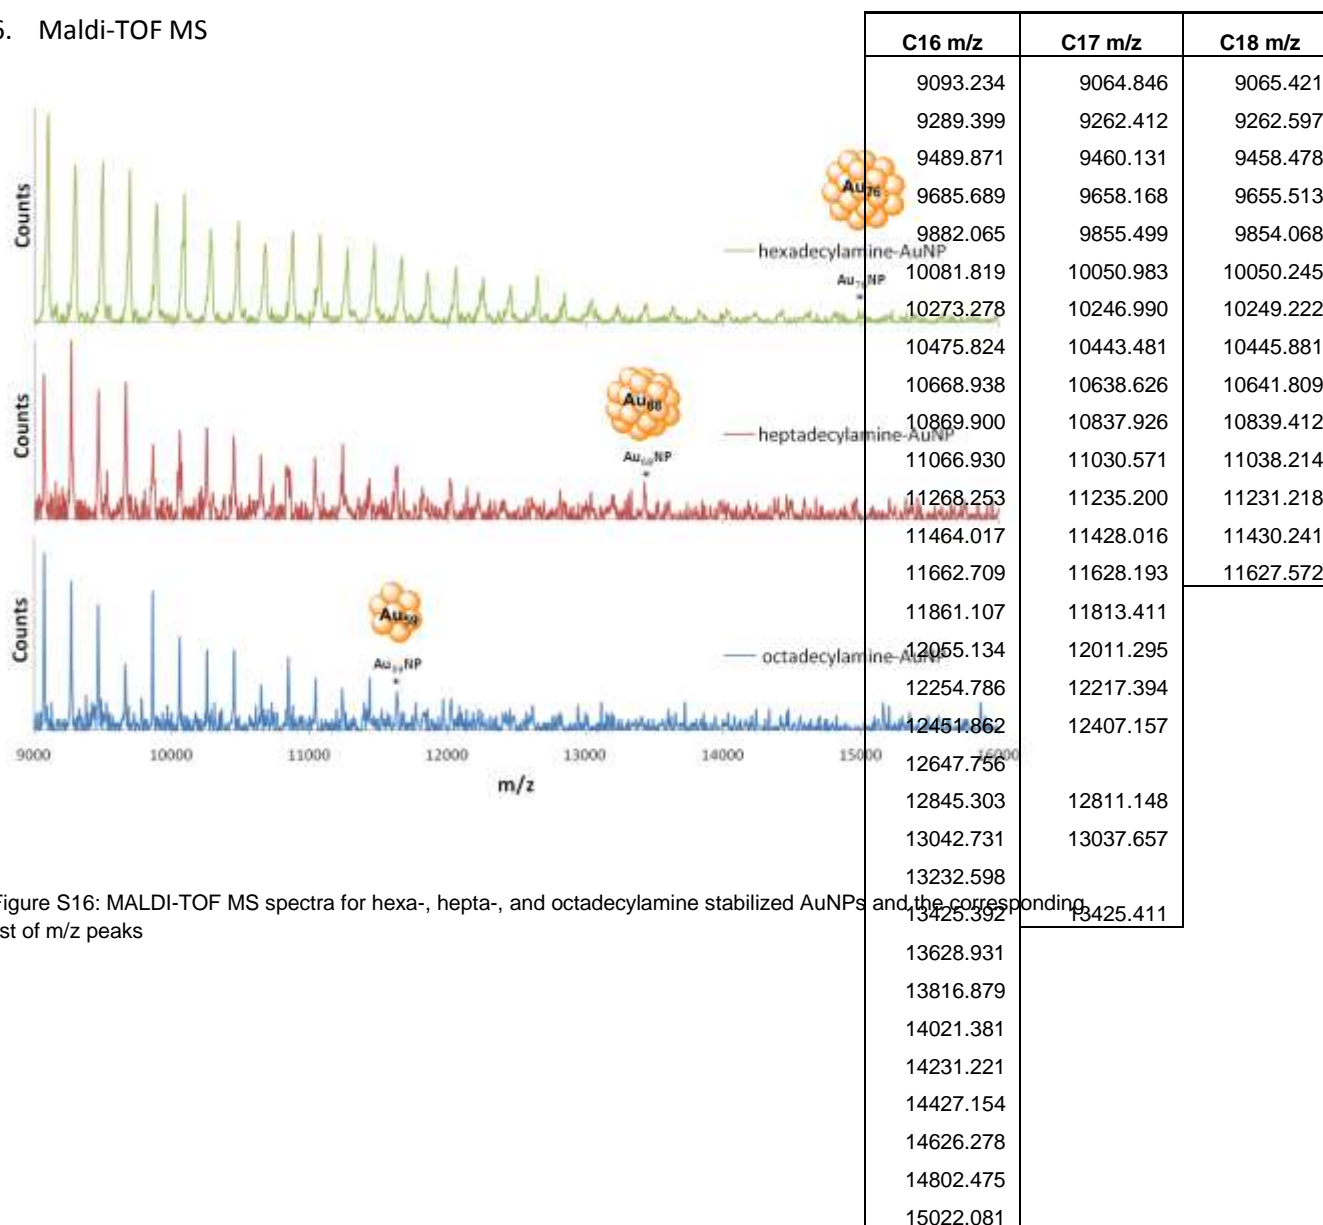 6. Maldi-TOF MS
Counts
Au76
hexadecylamine-AuNP
Au76NP
*
Counts
Au68
heptadecylamine-AuNP
Au68NP
*
Counts
Au59
octadecylamine-AuNP
Au59NP
*
9000 10000 11000 12000 13000 14000 15000 16000
m/z
C16 m/z C17 m/z C18 m/z
9093.234 9064.846 9065.421
9289.399 9262.412 9262.597
9489.871 9460.131 9458.478
9685.689 9658.168 9655.513
9882.065 9855.499 9854.068
10081.819 10050.983 10050.245
10273.278 10246.990 10249.222
10475.824 10443.481 10445.881
10668.938 10638.626 10641.809
10869.900 10837.926 10839.412
11066.930 11030.571 11038.214
11268.253 11235.200 11231.218
11464.017 11428.016 11430.241
11662.709 11628.193 11627.572
11861.107 11813.411
12055.134 12011.295
12254.786 12217.394
12451.862 12407.157
12647.756
12845.303 12811.148
13042.731 13037.657
13232.598
13425.392 13425.411
13628.931
13816.879
14021.381
14231.221
14427.154
14626.278
14802.475
15022.081
Figure S16: MALDI-TOF MS spectra for hexa-, hepta-, and octadecylamine stabilized AuNPs and the corresponding
st of m/z peaks